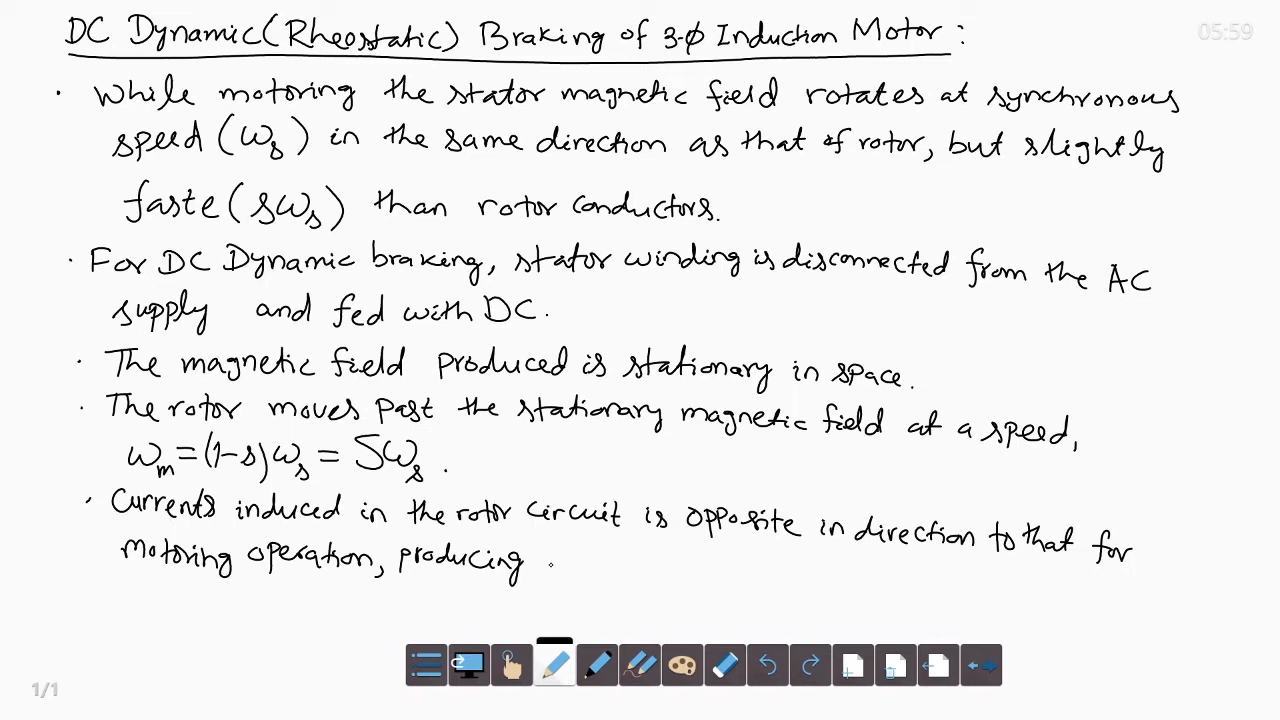 DC Dynamic (Rheostatic) Braking of 3-ϕ Induction Motor :
05:59
· While motoring the stator magnetic field rotates at synchronous
speed (ωs) in the same direction as that of rotor, but slightly
faste (sωs) than rotor conductors.
· For DC Dynamic braking, stator winding is disconnected from the AC
supply and fed with DC.
· The magnetic field produced is stationary in space.
· The rotor moves past the stationary magnetic field at a speed,
ωm = (1-s)ωs = Sωs .
· Currents induced in the rotor circuit is opposite in direction to that for
motoring operation, producing
1/1